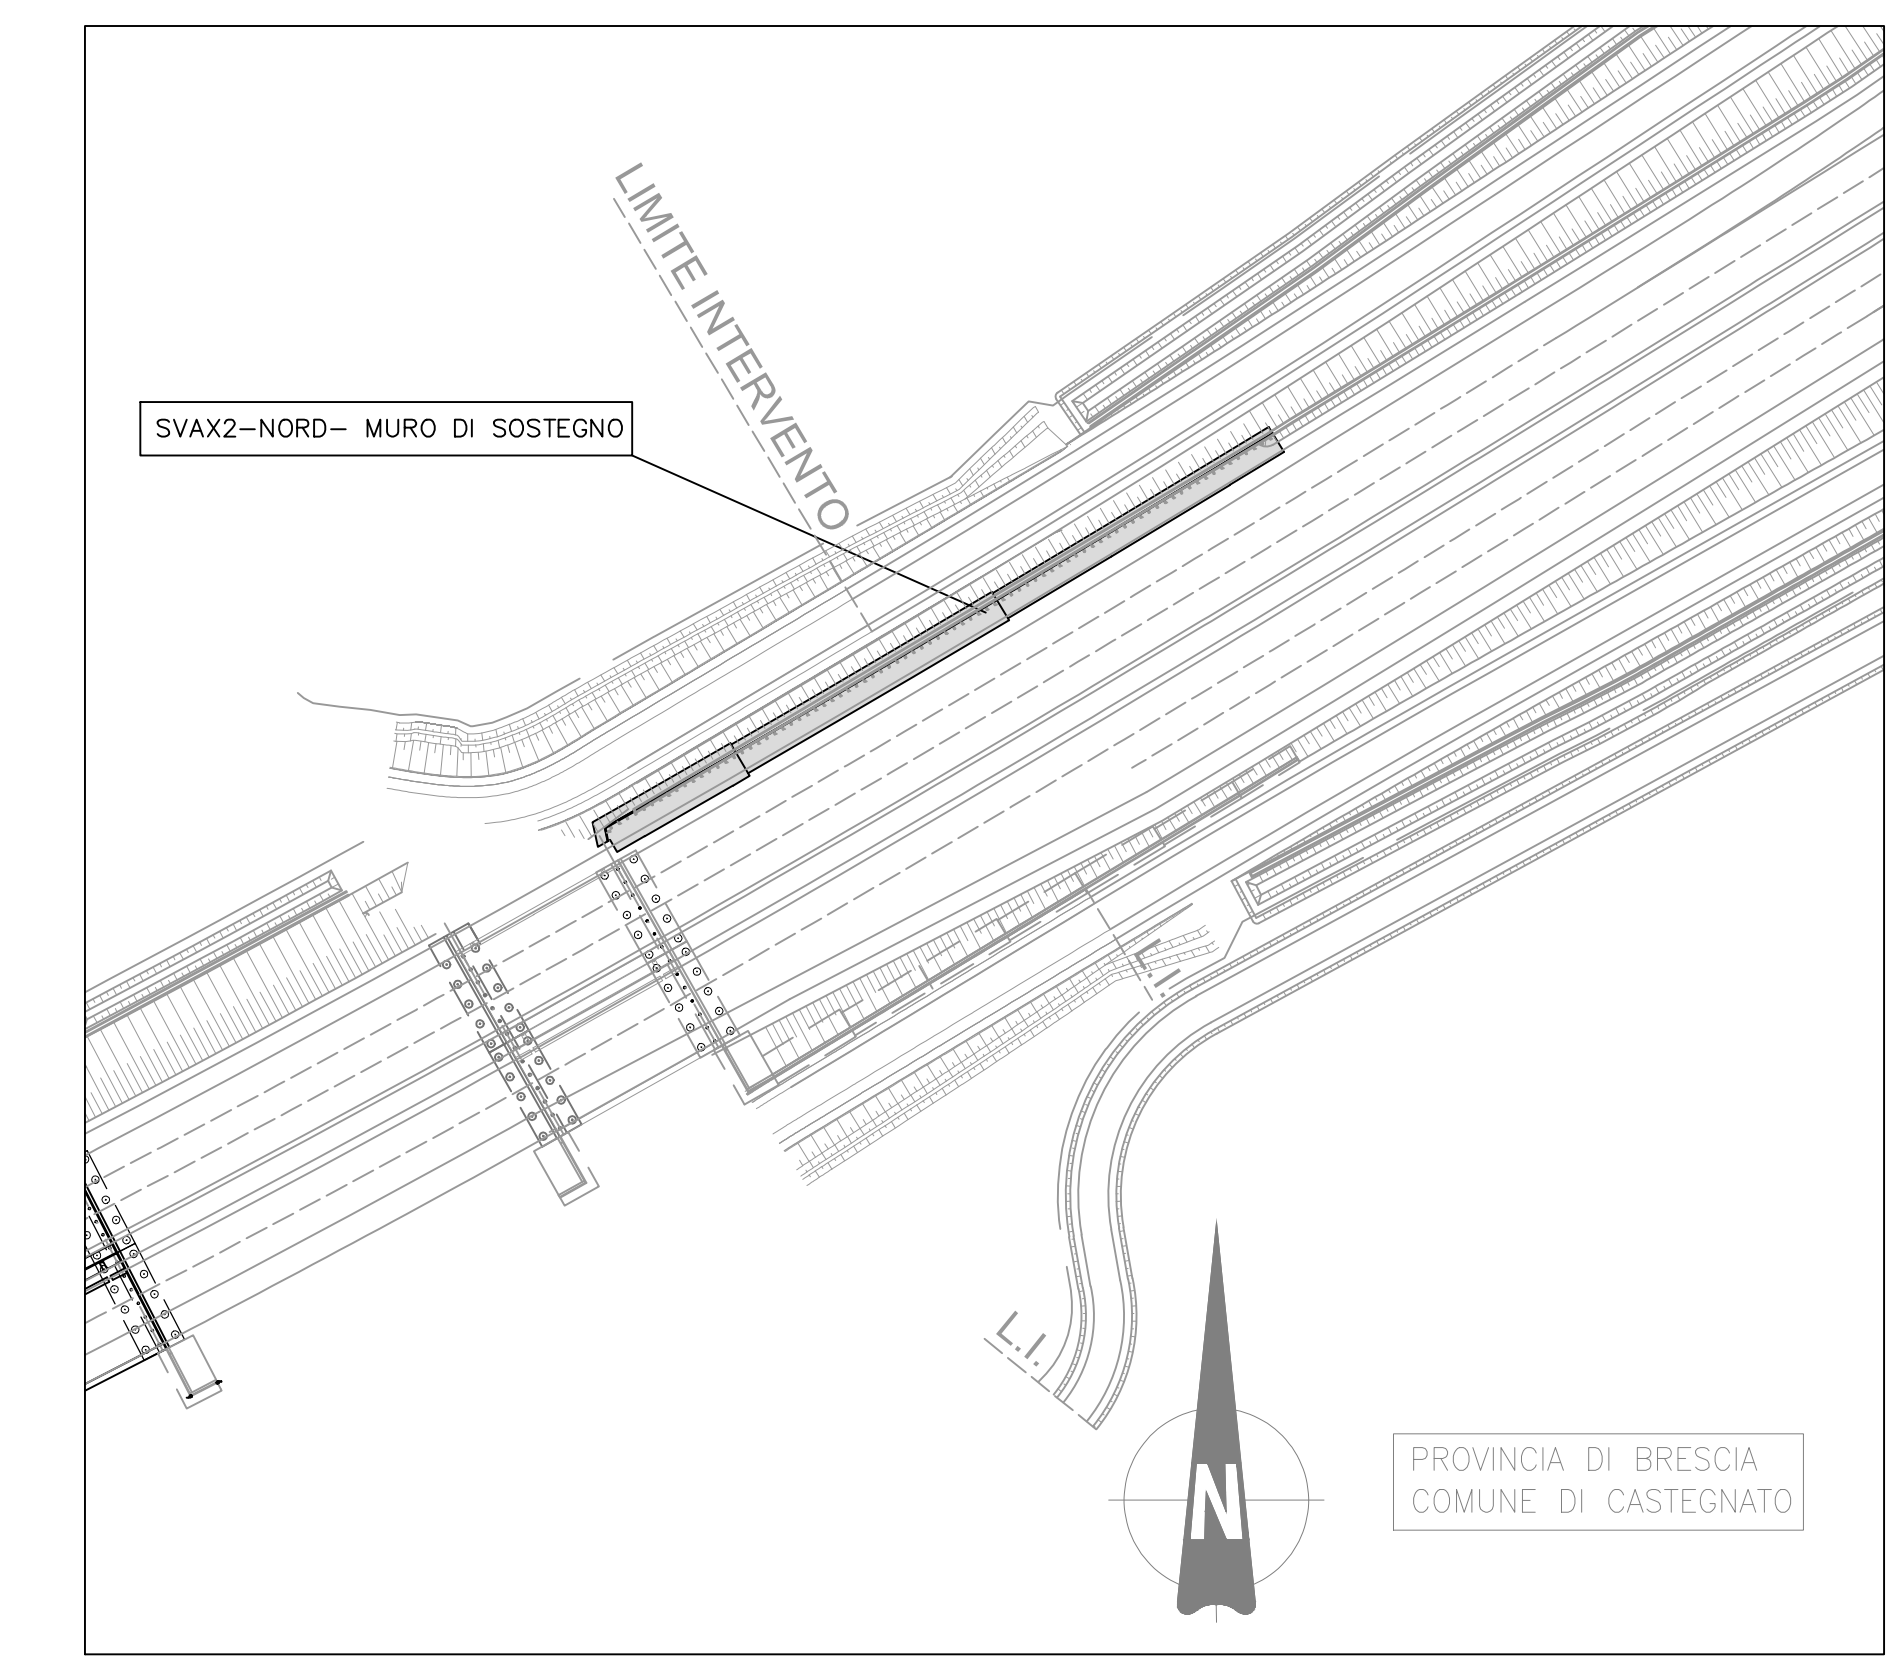 LIMITE INTERVENTO
SVAX2-NORD- MURO DI SOSTEGNO
L.I.
L.I.
N
PROVINCIA DI BRESCIA
COMUNE DI CASTEGNATO